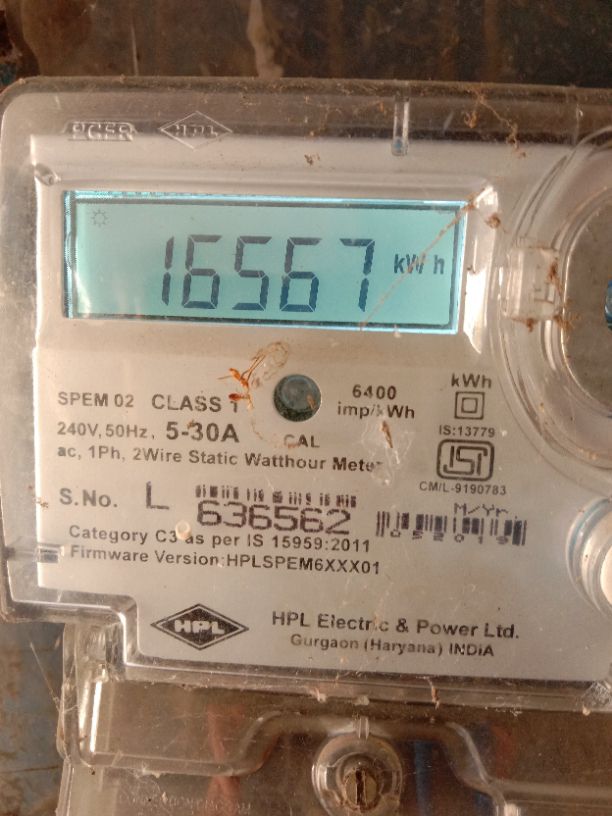 HPL
16567 kWh
SPEM 02 CLASS 1
6400 imp/kWh
kWh
240V, 50Hz, 5-30A
CAL
IS:13779
ac, 1Ph, 2Wire Static Watthour Meter
ISI
CM/L-9190783
S.No. L 636562
M/Yr.
Category C3 as per IS 15959:2011
Firmware Version:HPLSPEM6XXX01
HPL
HPL Electric & Power Ltd.
Gurgaon (Haryana) INDIA